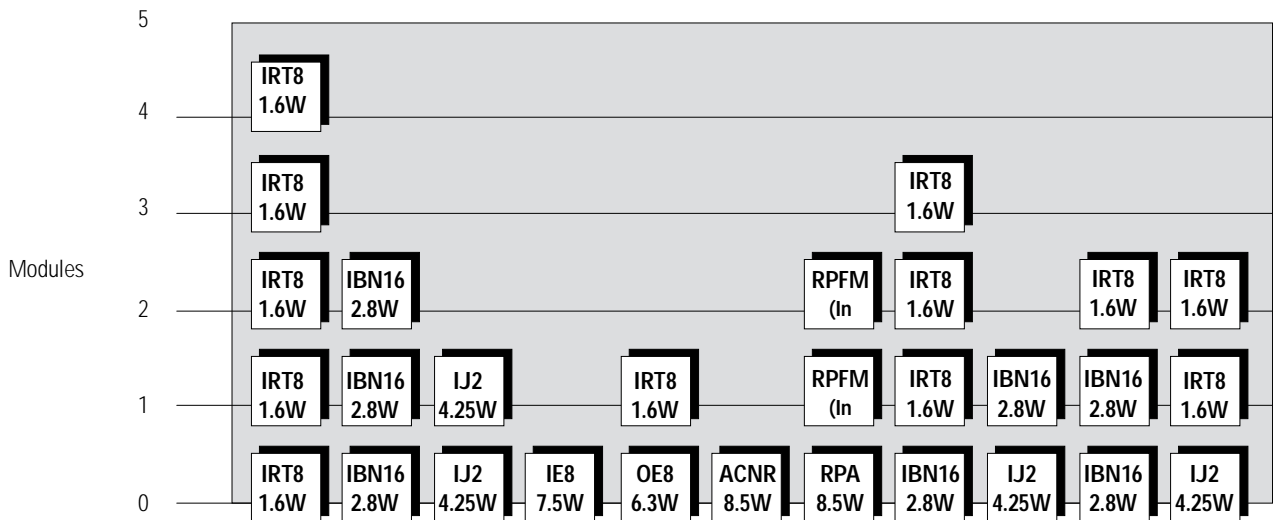 5
IRT8
1.6W
4
IRT8 IRT8
1.6W 1.6W
3
Modules
IRT8 IBN16 RPFM IRT8 IRT8 IRT8
1.6W 2.8W (In 1.6W 1.6W 1.6W
2
IRT8 IBN16 IJ2 IRT8 RPFM IRT8 IBN16 IBN16 IRT8
1.6W 2.8W 4.25W 1.6W (In 1.6W 2.8W 2.8W 1.6W
1
IRT8 IBN16 IJ2 IE8 OE8 ACNR RPA IBN16 IJ2 IBN16 IJ2
1.6W 2.8W 4.25W 7.5W 6.3W 8.5W 8.5W 2.8W 4.25W 2.8W 4.25W
0